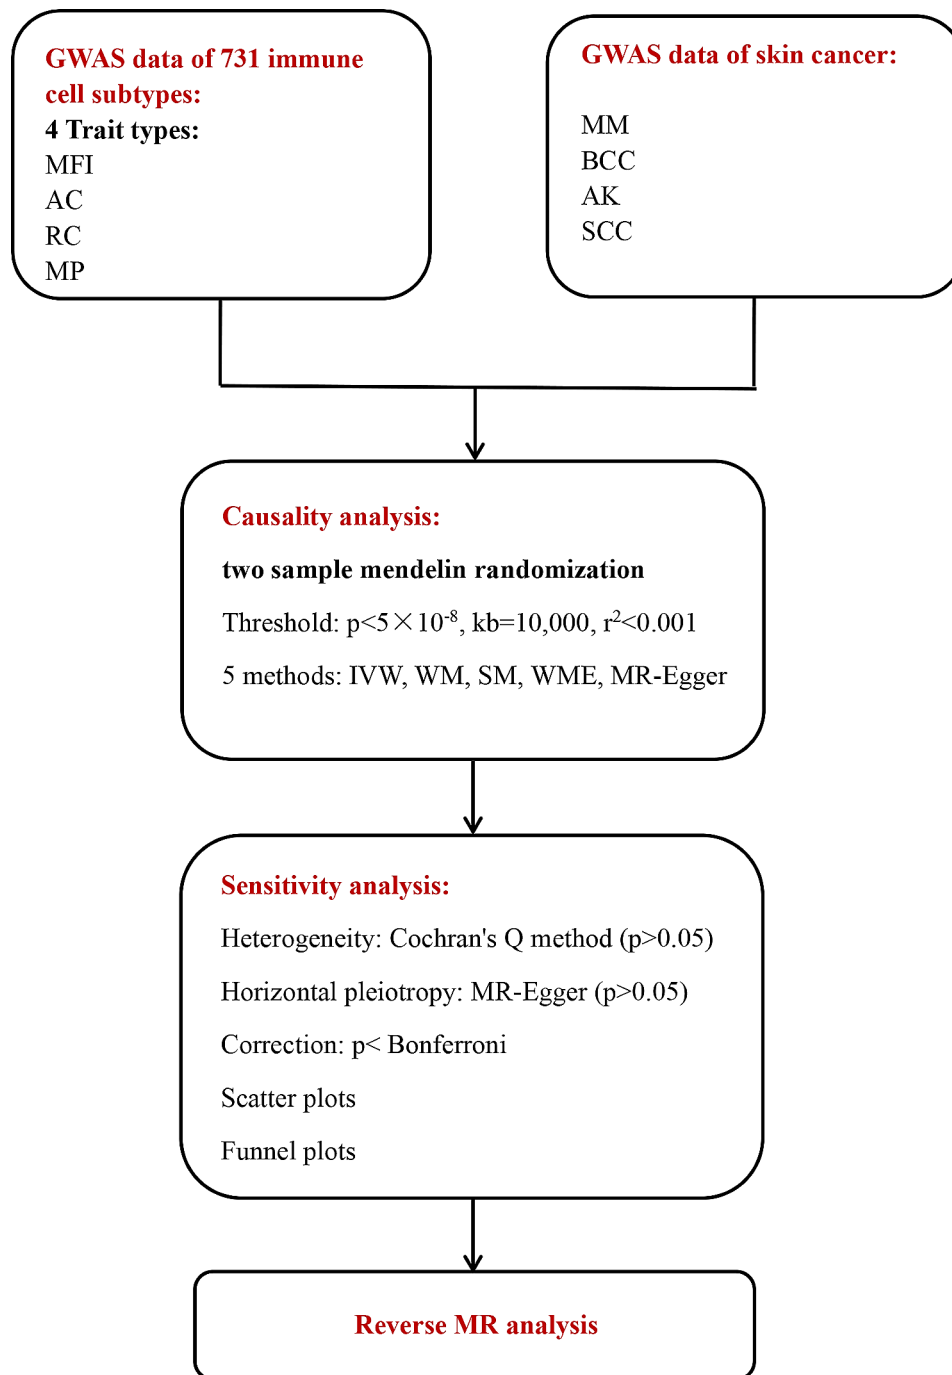 GWAS data of 731 immune
cell subtypes:
4 Trait types:
MFI
AC
RC
MP
GWAS data of skin cancer:
MM
BCC
AK
SCC
Causality analysis:
two sample mendelin randomization
Threshold: p<5×10⁻⁸, kb=10,000, r²<0.001
5 methods: IVW, WM, SM, WME, MR-Egger
Sensitivity analysis:
Heterogeneity: Cochran's Q method (p>0.05)
Horizontal pleiotropy: MR-Egger (p>0.05)
Correction: p< Bonferroni
Scatter plots
Funnel plots
Reverse MR analysis